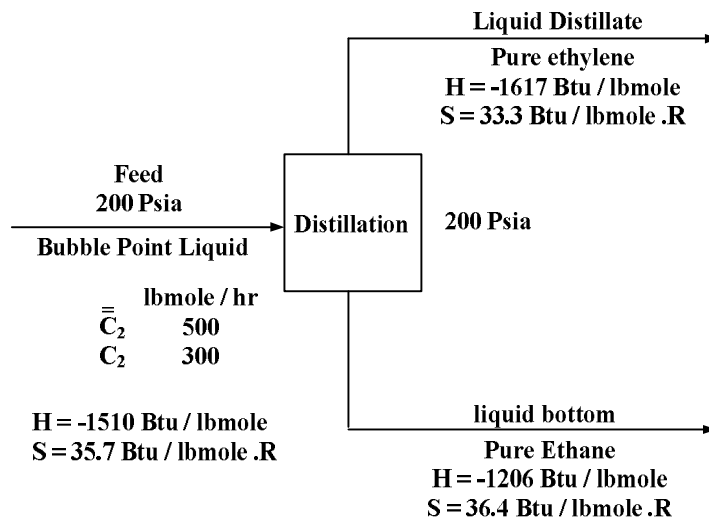 Liquid Distillate
Pure ethylene
H = -1617 Btu / lbmole
S = 33.3 Btu / lbmole .R
Feed
200 Psia
Bubble Point Liquid
Distillation
200 Psia
lbmole / hr
C̿₂ 500
C₂ 300
H = -1510 Btu / lbmole
S = 35.7 Btu / lbmole .R
liquid bottom
Pure Ethane
H = -1206 Btu / lbmole
S = 36.4 Btu / lbmole .R